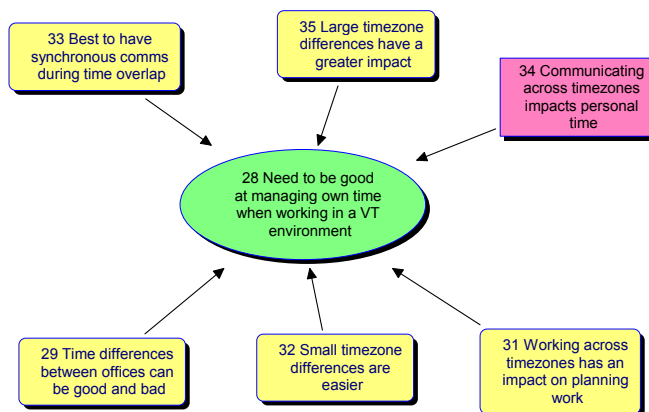 33 Best to have
synchronous comms
during time overlap
35 Large timezone
differences have a
greater impact
34 Communicating
across timezones
impacts personal
time
28 Need to be good
at managing own time
when working in a VT
environment
29 Time differences
between offices can
be good and bad
32 Small timezone
differences are
easier
31 Working across
timezones has an
impact on planning
work